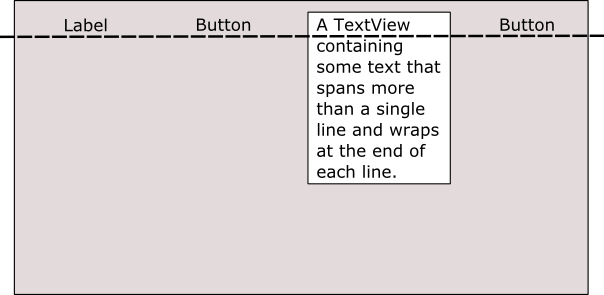 Label
Button
A TextView
containing
some text that
spans more
than a single
line and wraps
at the end of
each line.
Button